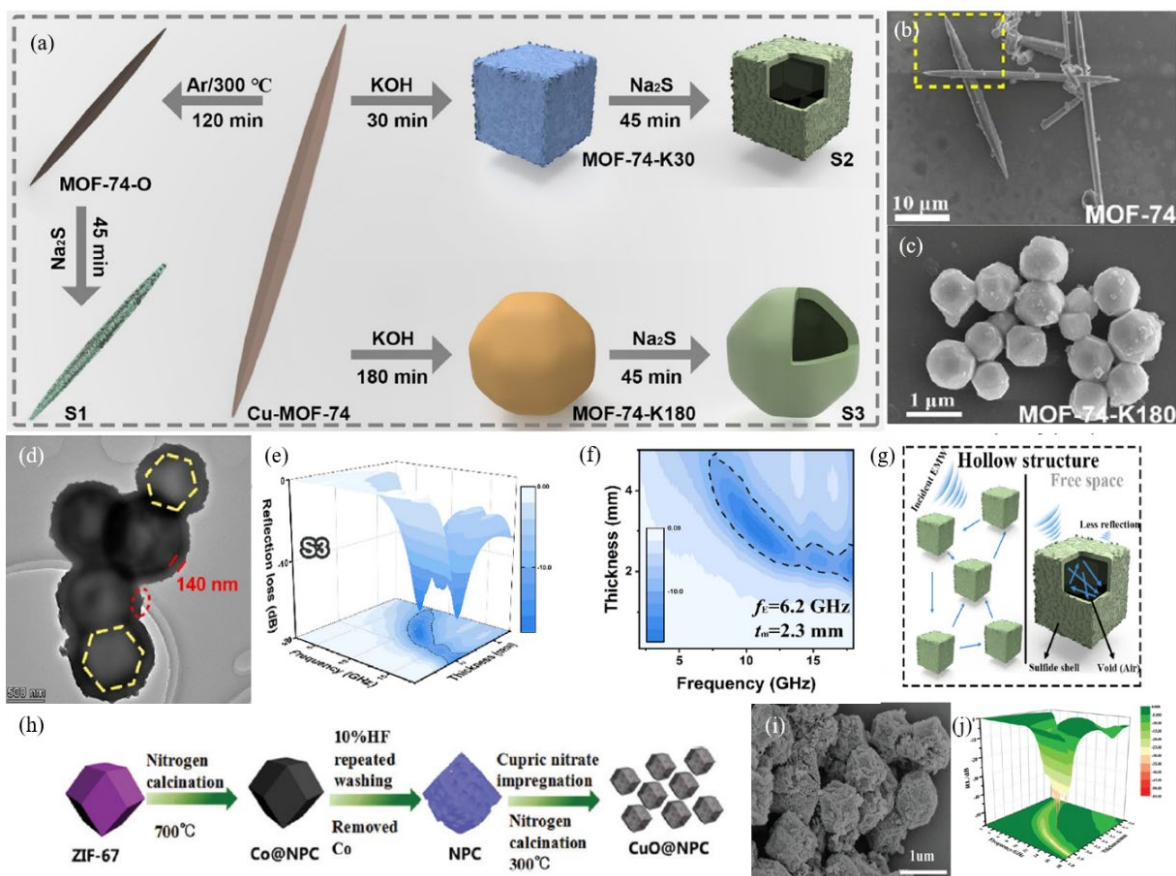 (a)
Ar/300 ℃
120 min
KOH
30 min
Na₂S
45 min
MOF-74-K30
S2
MOF-74-O
Na₂S
45 min
S1
Cu-MOF-74
KOH
180 min
MOF-74-K180
Na₂S
45 min
S3
(b)
10 μm
MOF-74
(c)
1 μm
MOF-74-K180
(d)
140 nm
500 nm
(e)
Reflection loss (dB)
0
-10
-20
S3
0.00
-10.0
Frequency (GHz)
Thickness (mm)
(f)
Thickness (mm)
4
2
0.00
-10.0
fE=6.2 GHz
tm=2.3 mm
5
10
15
Frequency (GHz)
(g)
Hollow structure
Incident EMW
Free space
Less reflection
Sulfide shell
Void (Air)
(h)
Nitrogen
calcination
700℃
ZIF-67
Co@NPC
10%HF
repeated
washing
Removed
Co
NPC
Cupric nitrate
impregnation
Nitrogen
calcination
300℃
CuO@NPC
(i)
1um
(j)